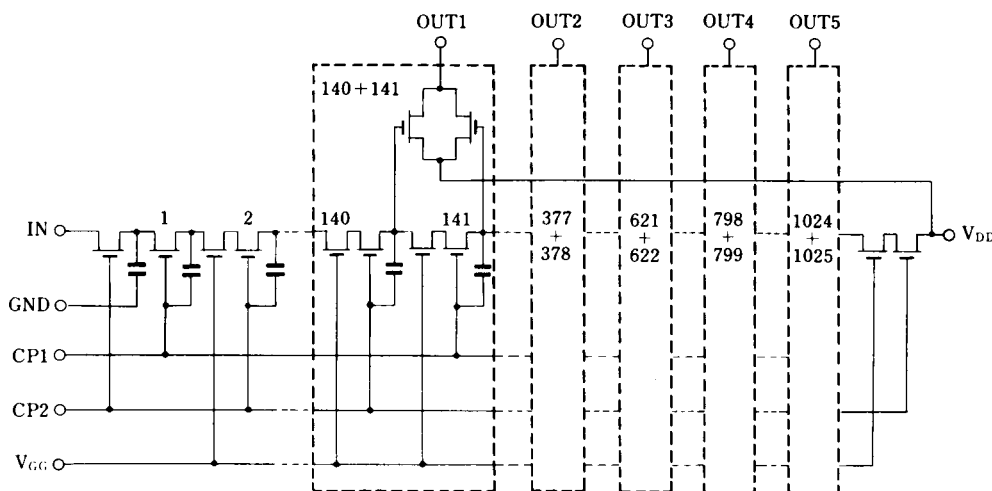 OUT1 OUT2 OUT3 OUT4 OUT5
140+141
IN 1 2 140 141
377
+
378
621
+
622
798
+
799
1024
+
1025
VDD
GND
CP1
CP2
VGG